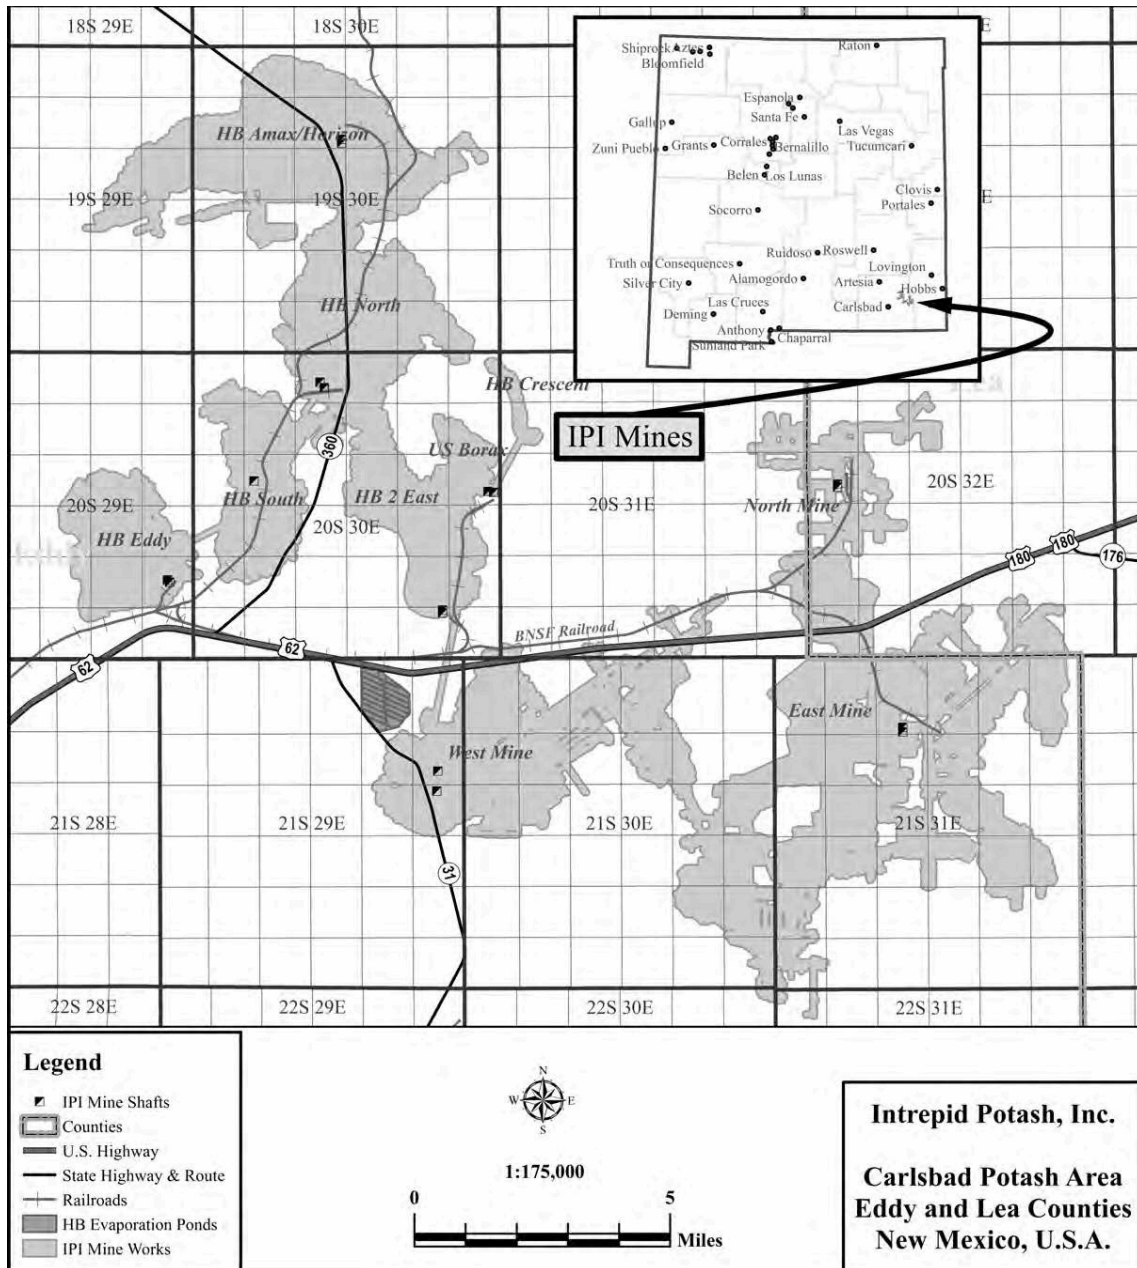 18S 29E
18S 30E
HB Amax/Horizon
19S 29E
19S 30E
E
HB North
HB Crescent
US Borax
360
HB South
HB 2 East
20S 29E
20S 30E
20S 31E
North Mine
20S 32E
HB Eddy
180
180
176
BNSF Railroad
62
62
East Mine
West Mine
21S 28E
21S 29E
21S 30E
21S 31E
31
22S 28E
22S 29E
22S 30E
22S 31E
Shiprock
Aztec
Bloomfield
Raton
Espanola
Santa Fe
Gallup
Las Vegas
Zuni Pueblo
Grants
Corrales
Bernalillo
Tucumcari
Belen
Los Lunas
Clovis
Portales
Socorro
Ruidoso
Roswell
Truth or Consequences
Lovington
Silver City
Alamogordo
Artesia
Hobbs
Las Cruces
Carlsbad
Deming
Anthony
Chaparral
Sunland Park
IPI Mines
Lea
Legend
IPI Mine Shafts
Counties
U.S. Highway
State Highway & Route
Railroads
HB Evaporation Ponds
IPI Mine Works
N
W
E
S
1:175,000
0
5
Miles
Intrepid Potash, Inc.
Carlsbad Potash Area
Eddy and Lea Counties
New Mexico, U.S.A.